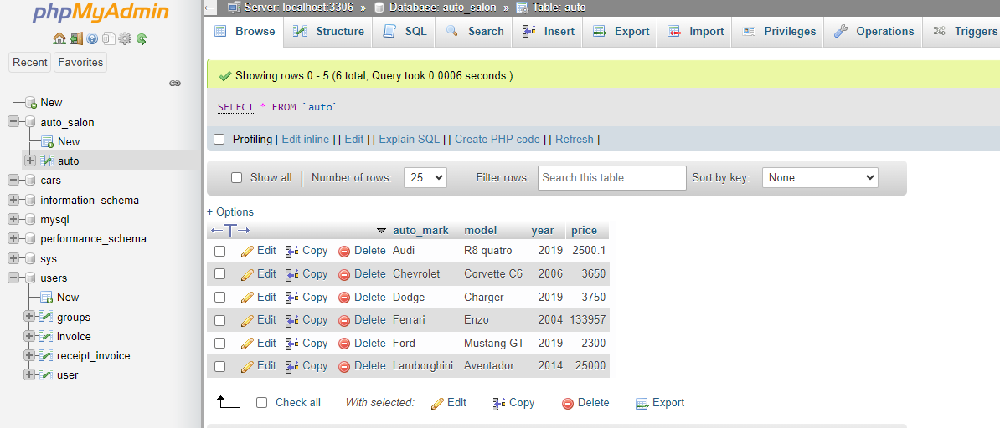 phpMyAdmin
Recent Favorites
New
auto_salon
New
auto
cars
information_schema
mysql
performance_schema
sys
users
New
groups
invoice
receipt_invoice
user
Server: localhost:3306 » Database: auto_salon » Table: auto
Browse Structure SQL Search Insert Export Import Privileges Operations Triggers
Showing rows 0 - 5 (6 total, Query took 0.0006 seconds.)
SELECT * FROM `auto`
Profiling [ Edit inline ] [ Edit ] [ Explain SQL ] [ Create PHP code ] [ Refresh ]
Show all Number of rows: 25 Filter rows: Search this table Sort by key: None
+ Options
←T→ auto_mark model year price
Edit Copy Delete Audi R8 quatro 2019 2500.1
Edit Copy Delete Chevrolet Corvette C6 2006 3650
Edit Copy Delete Dodge Charger 2019 3750
Edit Copy Delete Ferrari Enzo 2004 133957
Edit Copy Delete Ford Mustang GT 2019 2300
Edit Copy Delete Lamborghini Aventador 2014 25000
Check all With selected: Edit Copy Delete Export